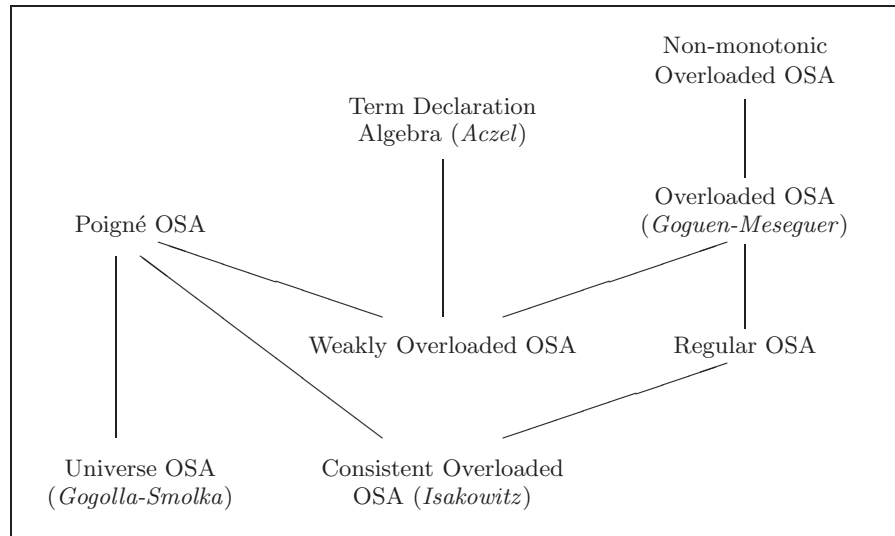 Non-monotonic
Overloaded OSA
Term Declaration
Algebra (Aczel)
Overloaded OSA
(Goguen-Meseguer)
Poigné OSA
Weakly Overloaded OSA
Regular OSA
Universe OSA
(Gogolla-Smolka)
Consistent Overloaded
OSA (Isakowitz)